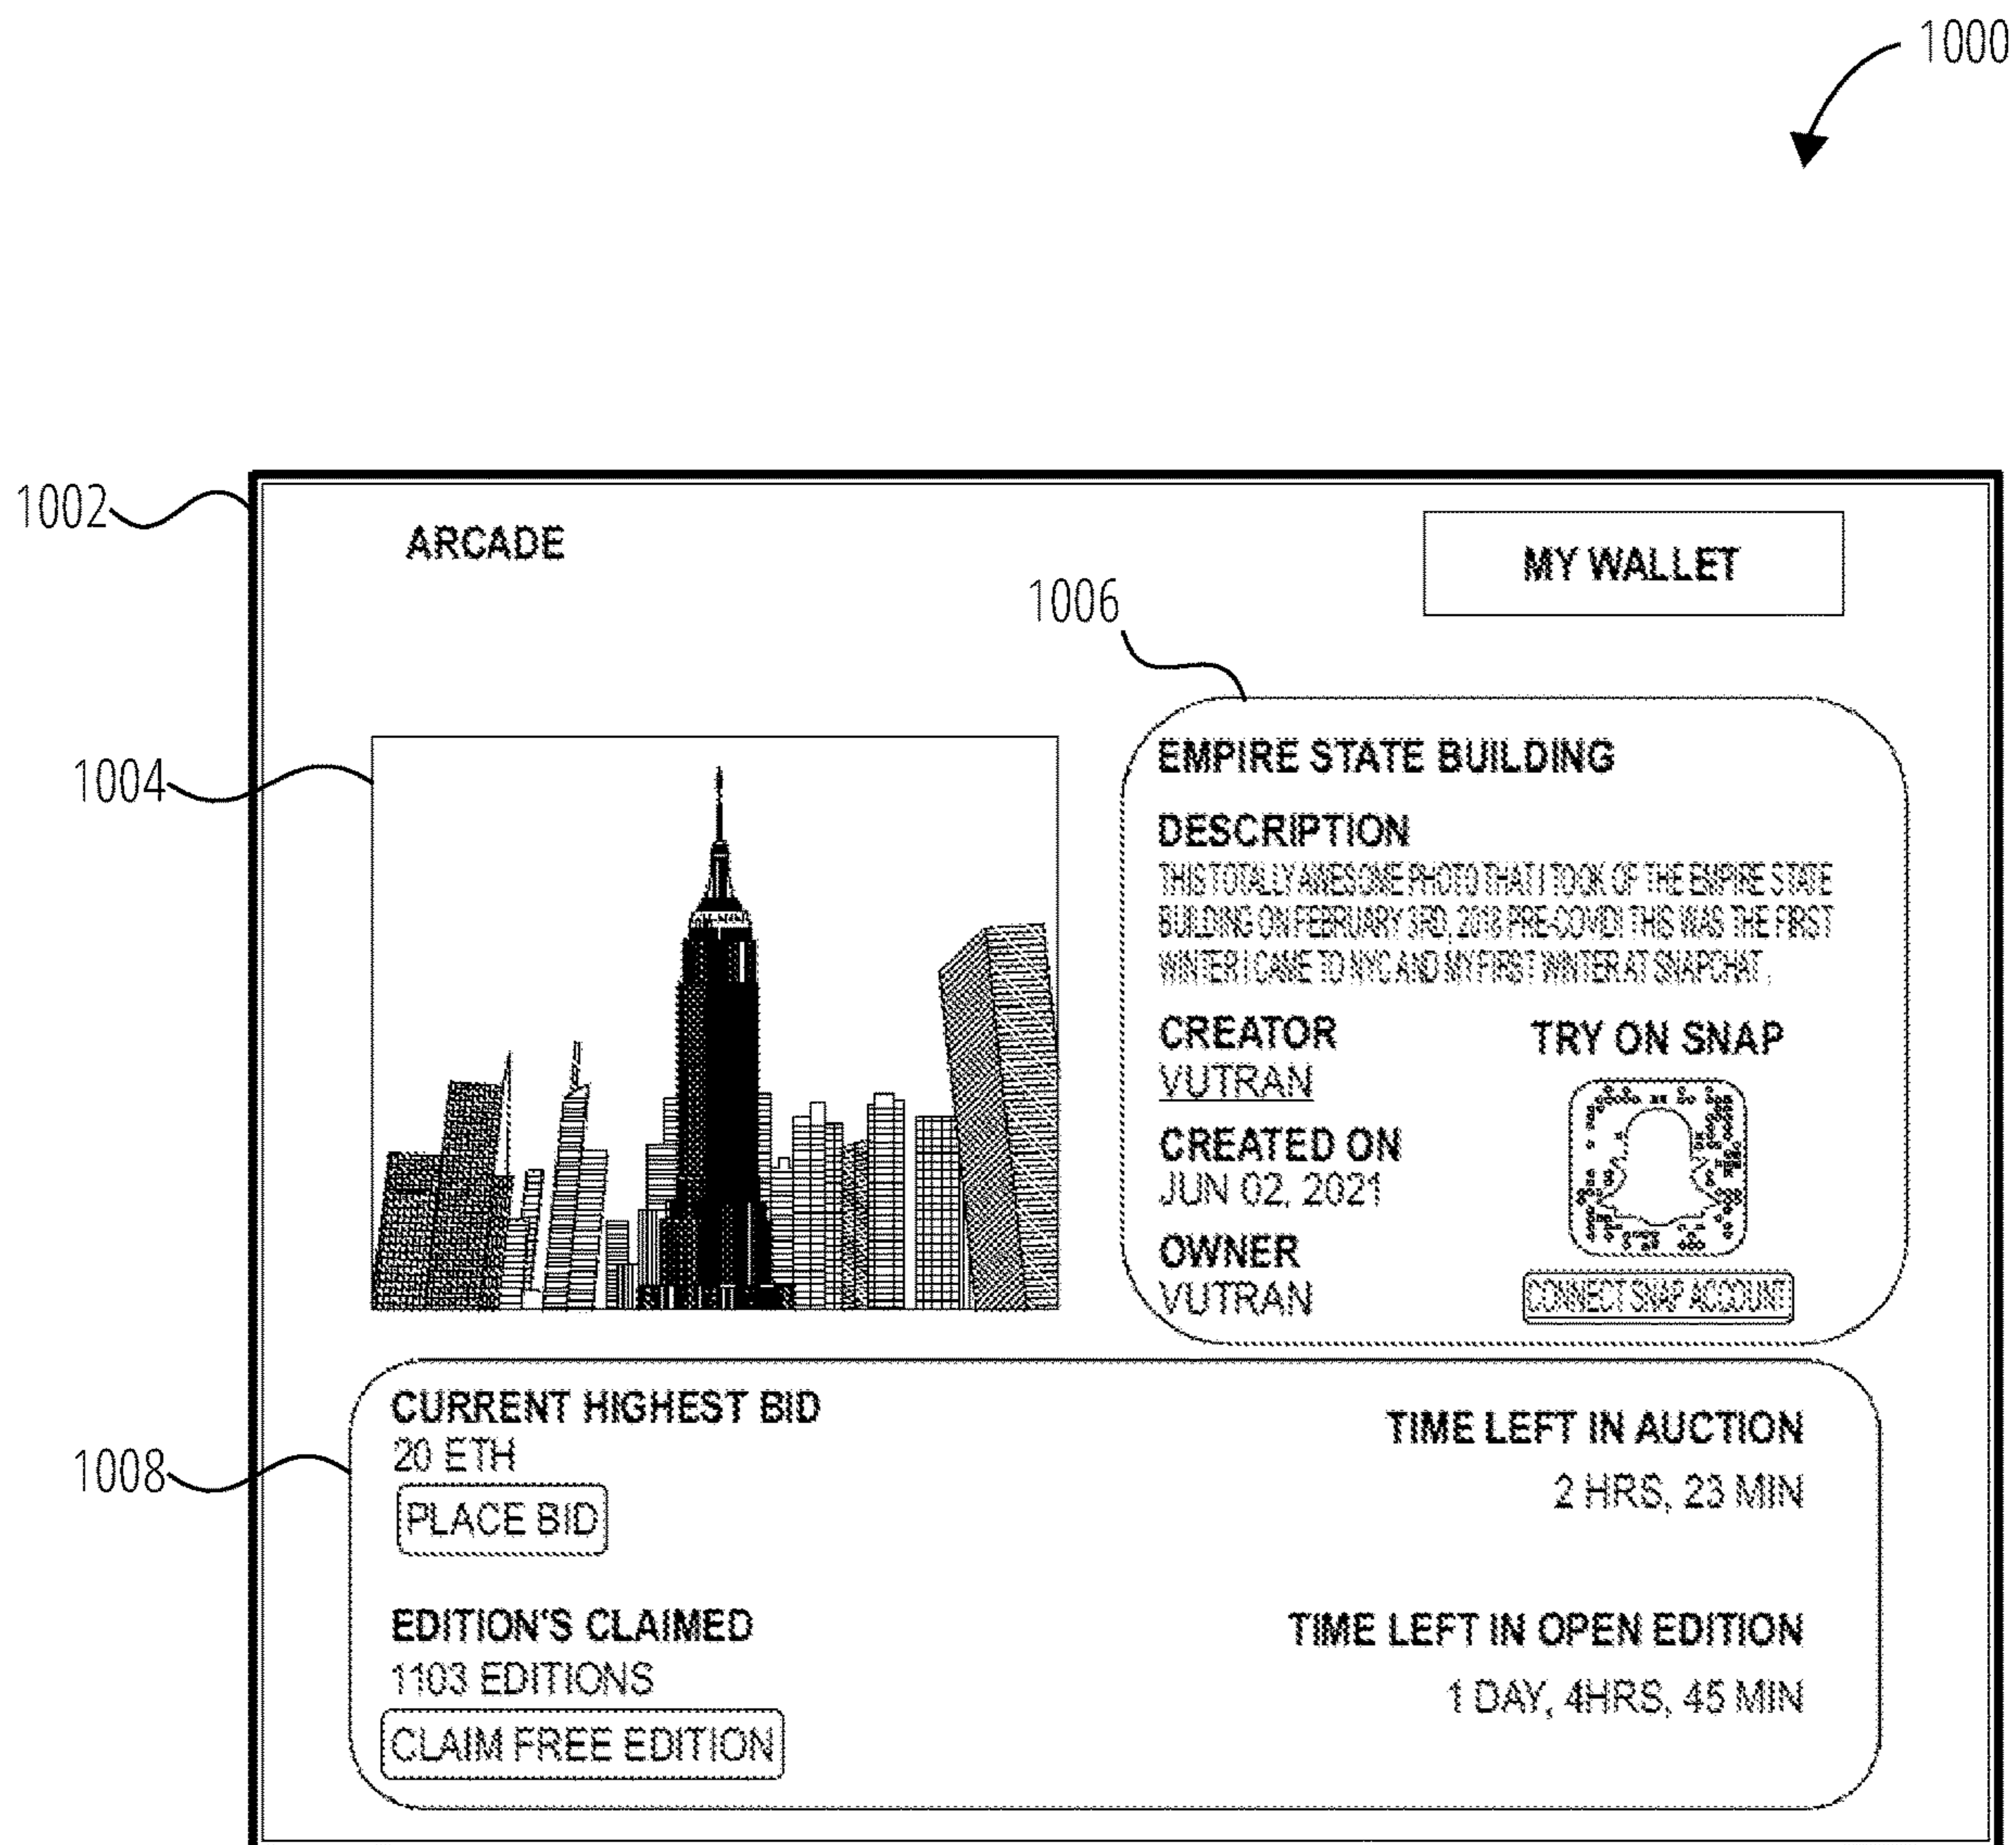 1000
1002
ARCADE
MY WALLET
1006
1004
EMPIRE STATE BUILDING
DESCRIPTION
THIS TOTALLY AWESOME PHOTO THAT I TOOK OF THE EMPIRE STATE
BUILDING ON FEBRUARY 3RD, 2018 PRE-COVID! THIS WAS THE FIRST
WINTER I CAME TO NYC AND MY FIRST WINTER AT SNAPCHAT.
CREATOR
VUTRAN
CREATED ON
JUN 02, 2021
OWNER
VUTRAN
TRY ON SNAP
CONNECT SNAP ACCOUNT
1008
CURRENT HIGHEST BID
20 ETH
PLACE BID
TIME LEFT IN AUCTION
2 HRS, 23 MIN
EDITION'S CLAIMED
1103 EDITIONS
CLAIM FREE EDITION
TIME LEFT IN OPEN EDITION
1 DAY, 4HRS, 45 MIN